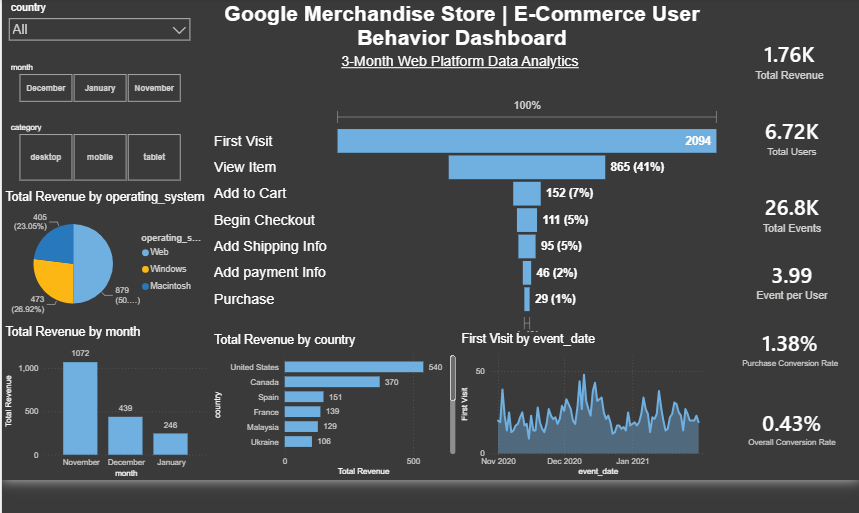 country
All
month
December
January
November
category
desktop
mobile
tablet
Google Merchandise Store | E-Commerce User
Behavior Dashboard
3-Month Web Platform Data Analytics
100%
First Visit
2094
View Item
865 (41%)
Add to Cart
152 (7%)
Begin Checkout
111 (5%)
Add Shipping Info
95 (5%)
Add payment Info
46 (2%)
Purchase
29 (1%)
1.76K
Total Revenue
6.72K
Total Users
26.8K
Total Events
3.99
Event per User
1.38%
Purchase Conversion Rate
0.43%
Overall Conversion Rate
Total Revenue by operating_system
405
(23.05%)
473
(26.92%)
879
(50....)
operating_s...
Web
Windows
Macintosh
Total Revenue by month
Total Revenue
1,000
500
0
1072
439
246
November
December
January
month
Total Revenue by country
country
United States
540
Canada
370
Spain
151
France
139
Malaysia
129
Ukraine
106
0
500
Total Revenue
First Visit by event_date
First Visit
50
0
Nov 2020
Dec 2020
Jan 2021
event_date